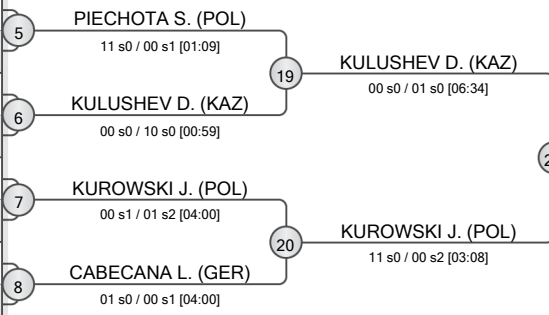 5
PIECHOTA S. (POL)
11 s0 / 00 s1 [01:09]
19
KULUSHEV D. (KAZ)
00 s0 / 01 s0 [06:34]
6
KULUSHEV D. (KAZ)
00 s0 / 10 s0 [00:59]
7
KUROWSKI J. (POL)
00 s1 / 01 s2 [04:00]
20
KUROWSKI J. (POL)
11 s0 / 00 s2 [03:08]
8
CABECANA L. (GER)
01 s0 / 00 s1 [04:00]